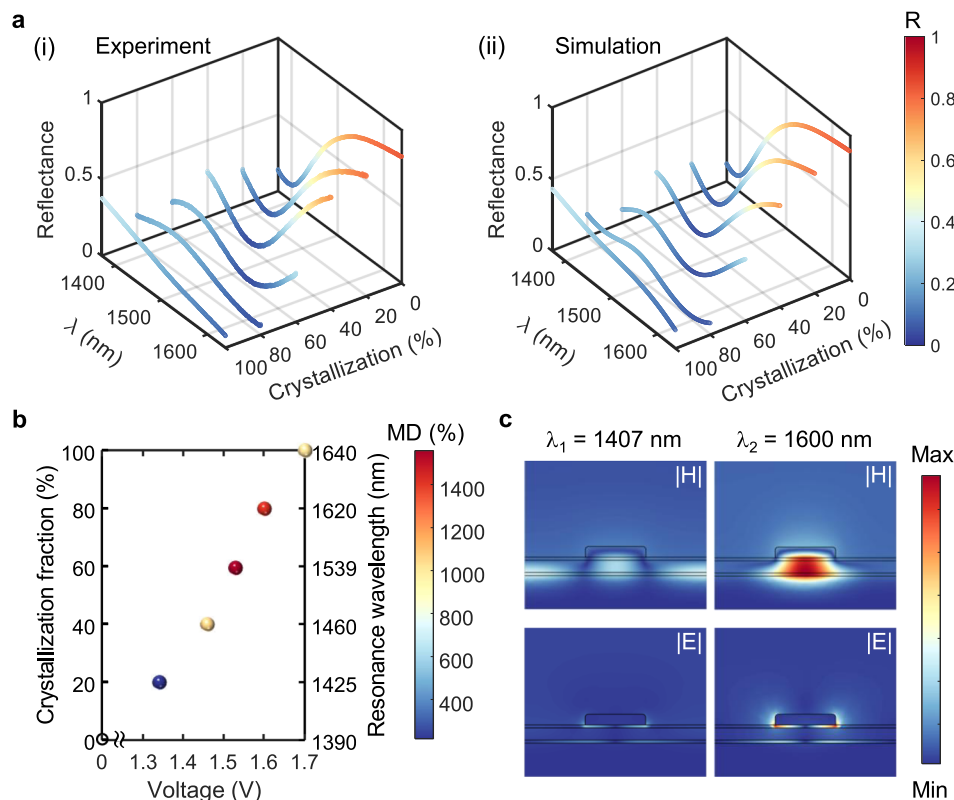 a
(i) Experiment
(ii) Simulation
R
Reflectance
1
0.5
0
λ (nm)
1400
1500
1600
Crystallization (%)
100 80 60 40 20 0
Reflectance
1
0.5
0
λ (nm)
1400
1500
1600
Crystallization (%)
100 80 60 40 20 0
1
0.8
0.6
0.4
0.2
0
b
MD (%)
Crystallization fraction (%)
100
80
60
40
20
0
Resonance wavelength (nm)
1640
1620
1539
1460
1425
1390
0 1.3 1.4 1.5 1.6 1.7
Voltage (V)
1400
1200
1000
800
600
400
c
λ1 = 1407 nm
λ2 = 1600 nm
|H|
|H|
|E|
|E|
Max
Min